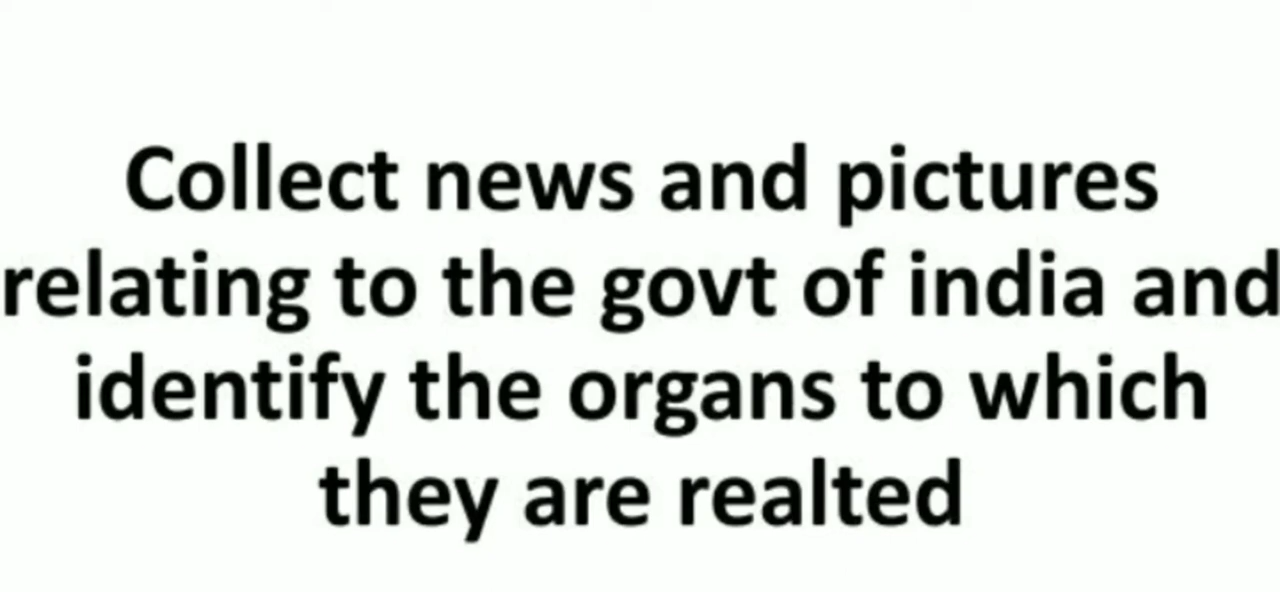 Collect news and pictures
relating to the govt of india and
identify the organs to which
they are realted